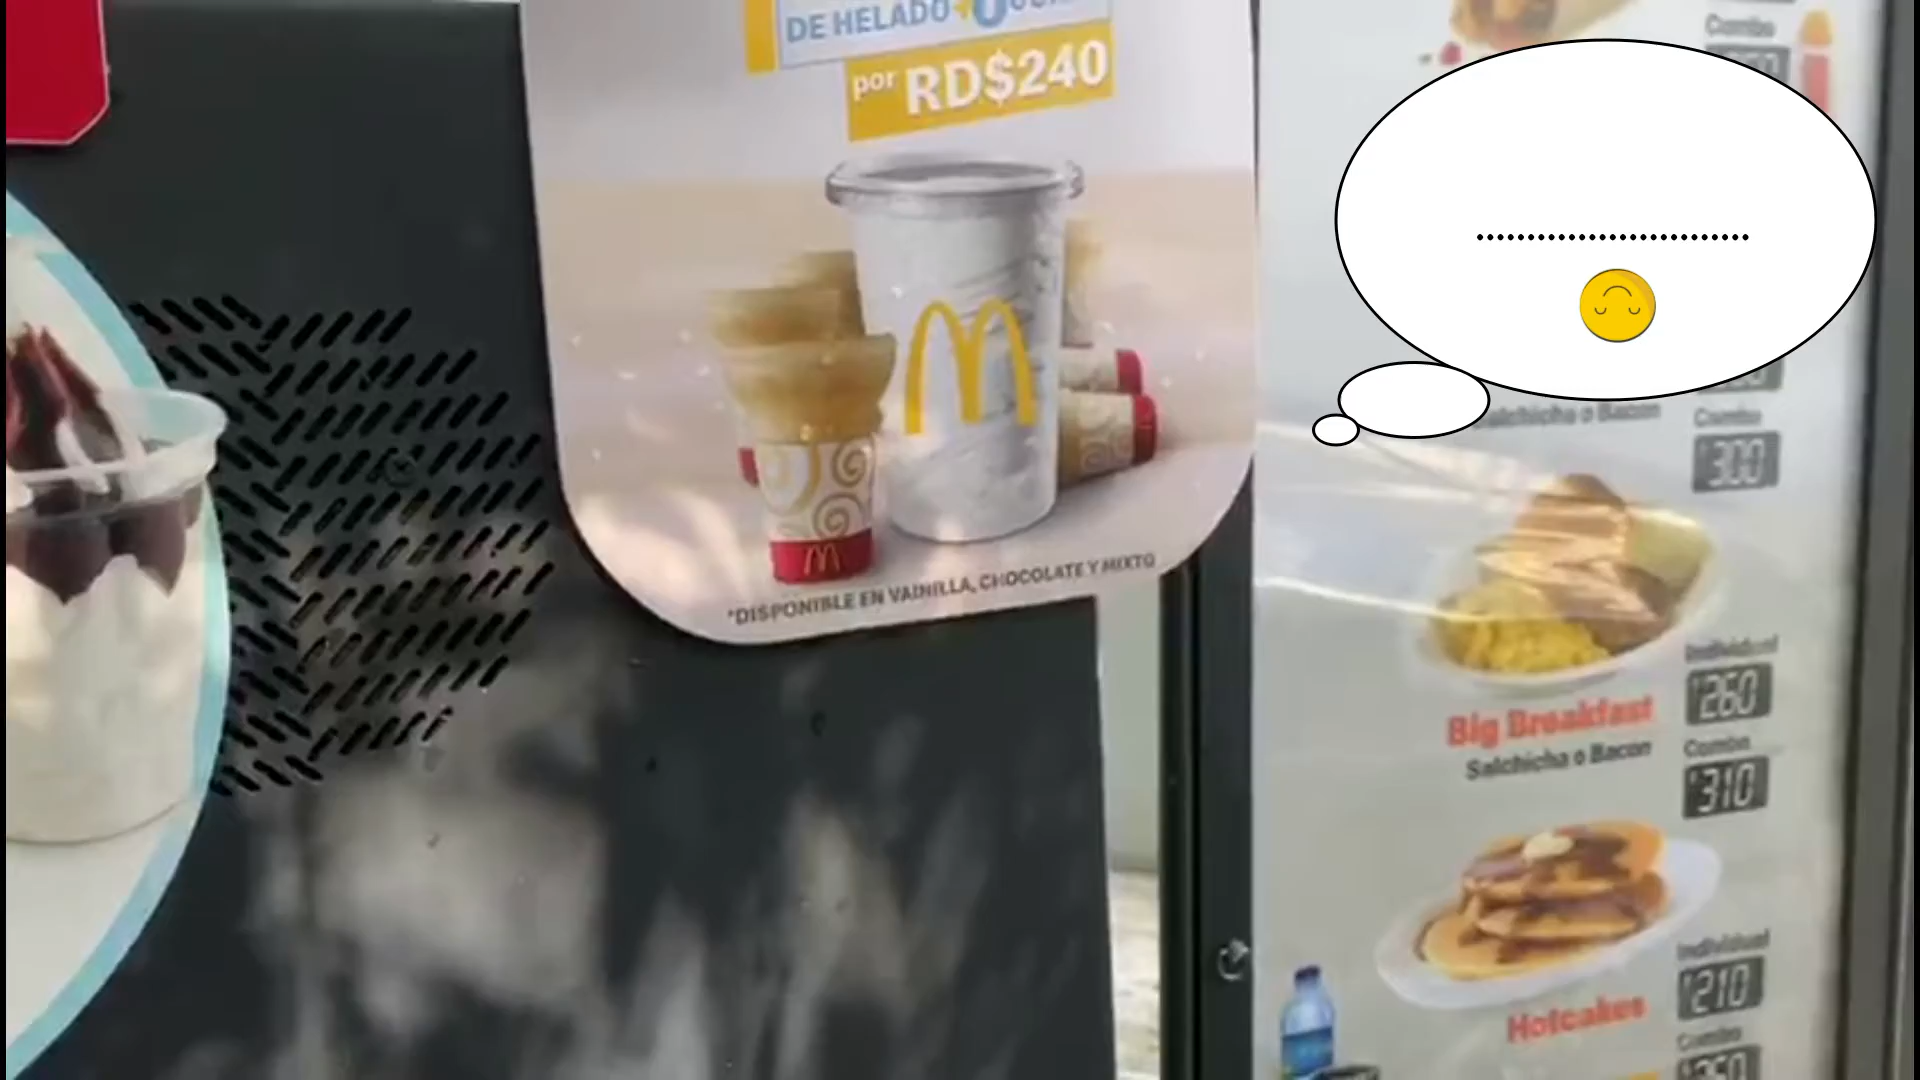 DE HELADO
por RD$240
*DISPONIBLE EN VAINILLA, CHOCOLATE Y MIXTO
Combo
Salchicha o Bacon
Combo
300
Individual
260
Big Breakfast
Salchicha o Bacon
Combo
310
Individual
210
Hotcakes
Combo
..........................